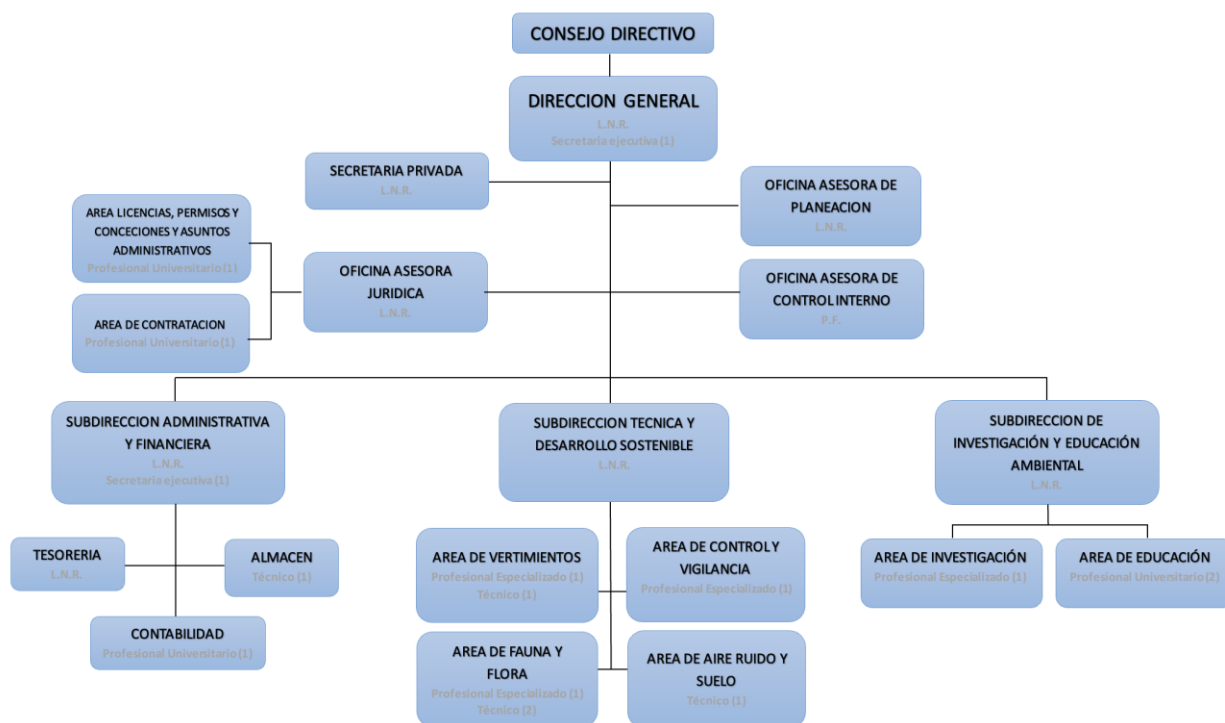 CONSEJO DIRECTIVO
DIRECCION GENERAL
L.N.R.
Secretaria ejecutiva (1)
SECRETARIA PRIVADA
L.N.R.
OFICINA ASESORA DE
PLANEACION
L.N.R.
AREA LICENCIAS, PERMISOS Y
CONCECIONES Y ASUNTOS
ADMINISTRATIVOS
Profesional Universitario (1)
OFICINA ASESORA
JURIDICA
L.N.R.
OFICINA ASESORA DE
CONTROL INTERNO
P.F.
AREA DE CONTRATACION
Profesional Universitario (1)
SUBDIRECCION ADMINISTRATIVA
Y FINANCIERA
L.N.R.
Secretaria ejecutiva (1)
SUBDIRECCION TECNICA Y
DESARROLLO SOSTENIBLE
L.N.R.
SUBDIRECCION DE
INVESTIGACIÓN Y EDUCACIÓN
AMBIENTAL
L.N.R.
TESORERIA
L.N.R.
ALMACEN
Técnico (1)
CONTABILIDAD
Profesional Universitario (1)
AREA DE VERTIMIENTOS
Profesional Especializado (1)
Técnico (1)
AREA DE CONTROL Y
VIGILANCIA
Profesional Especializado (1)
AREA DE FAUNA Y
FLORA
Profesional Especializado (1)
Técnico (2)
AREA DE AIRE RUIDO Y
SUELO
Técnico (1)
AREA DE INVESTIGACIÓN
Profesional Especializado (1)
AREA DE EDUCACIÓN
Profesional Universitario (2)